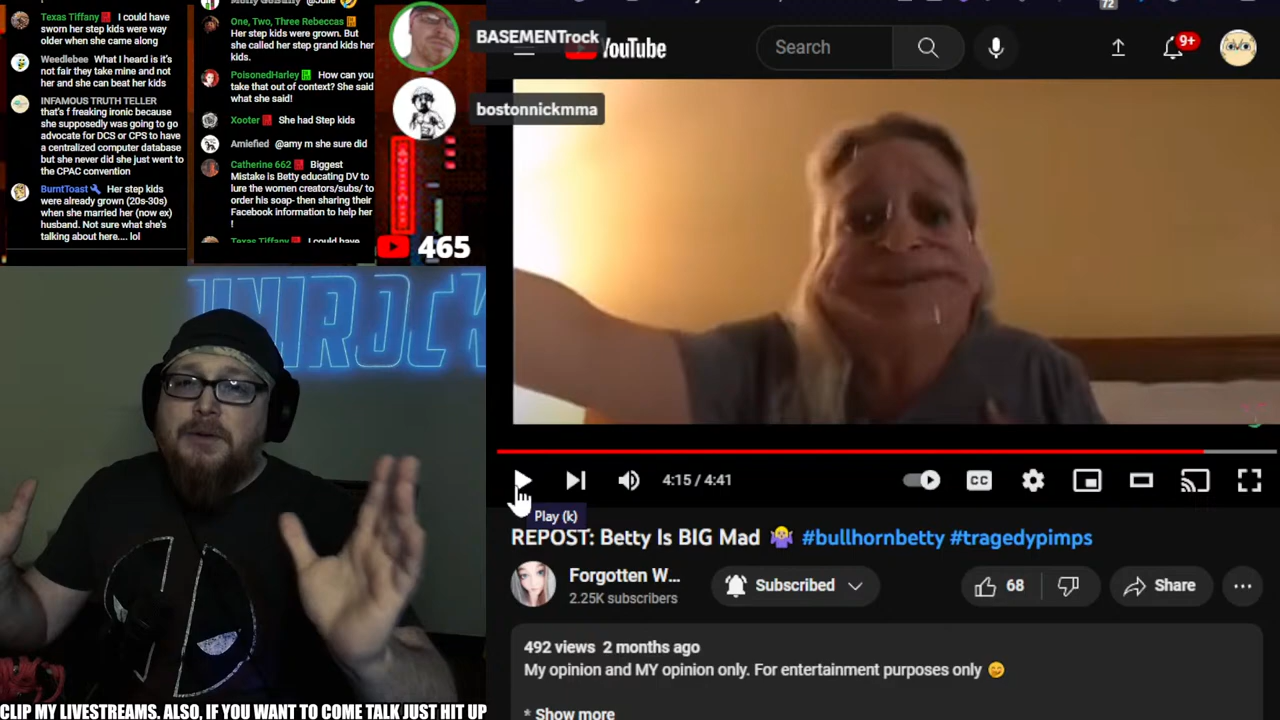 Texas Tiffany I could have
sworn her step kids were way
older when she came along
Weedlebee What I heard is it's
not fair they take mine and not
her and she can beat her kids
INFAMOUS TRUTH TELLER
that's f freaking ironic because
she supposedly was going to go
advocate for DCS or CPS to have
a centralized computer database
but she never did she just went to
the CPAC convention
BurntToast Her step kids
were already grown (20s-30s)
when she married her (now ex)
husband. Not sure what she's
talking about here.... lol
One, Two, Three Rebeccas
Her step kids were grown. But
she called her step grand kids her
kids.
PoisonedHarley How can you
take that out of context? She said
what she said!
Xooter She had Step kids
Amiefied @amy m she sure did
Catherine 662 Biggest
Mistake is Betty educating DV to
lure the women creators/subs/ to
order his soap- then sharing their
Facebook information to help her
!
Texas Tiffany I could have
BASEMENTrock
bostonnickmma
465
UNIROCK
72
YouTube
Search
9+
4:15 / 4:41
CC
Play (k)
REPOST: Betty Is BIG Mad 🤷‍♀️ #bullhornbetty #tragedypimps
Forgotten W...
2.25K subscribers
Subscribed
68
Share
492 views 2 months ago
My opinion and MY opinion only. For entertainment purposes only 😋
* Show more
CLIP MY LIVESTREAMS. ALSO, IF YOU WANT TO COME TALK JUST HIT UP